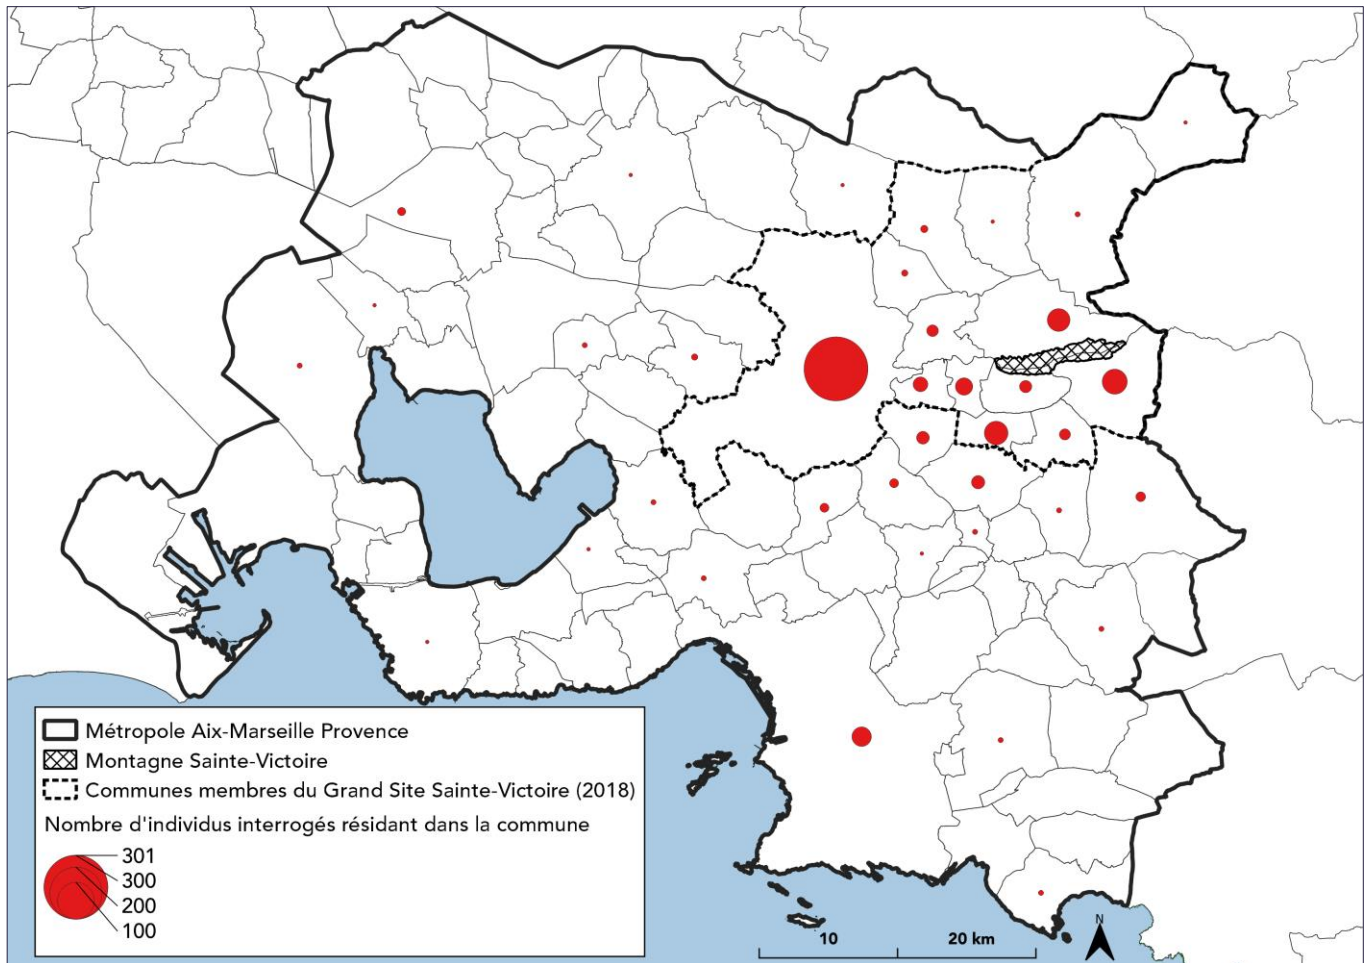 Métropole Aix-Marseille Provence
Montagne Sainte-Victoire
Communes membres du Grand Site Sainte-Victoire (2018)
Nombre d'individus interrogés résidant dans la commune
301
300
200
100
10
20 km
N